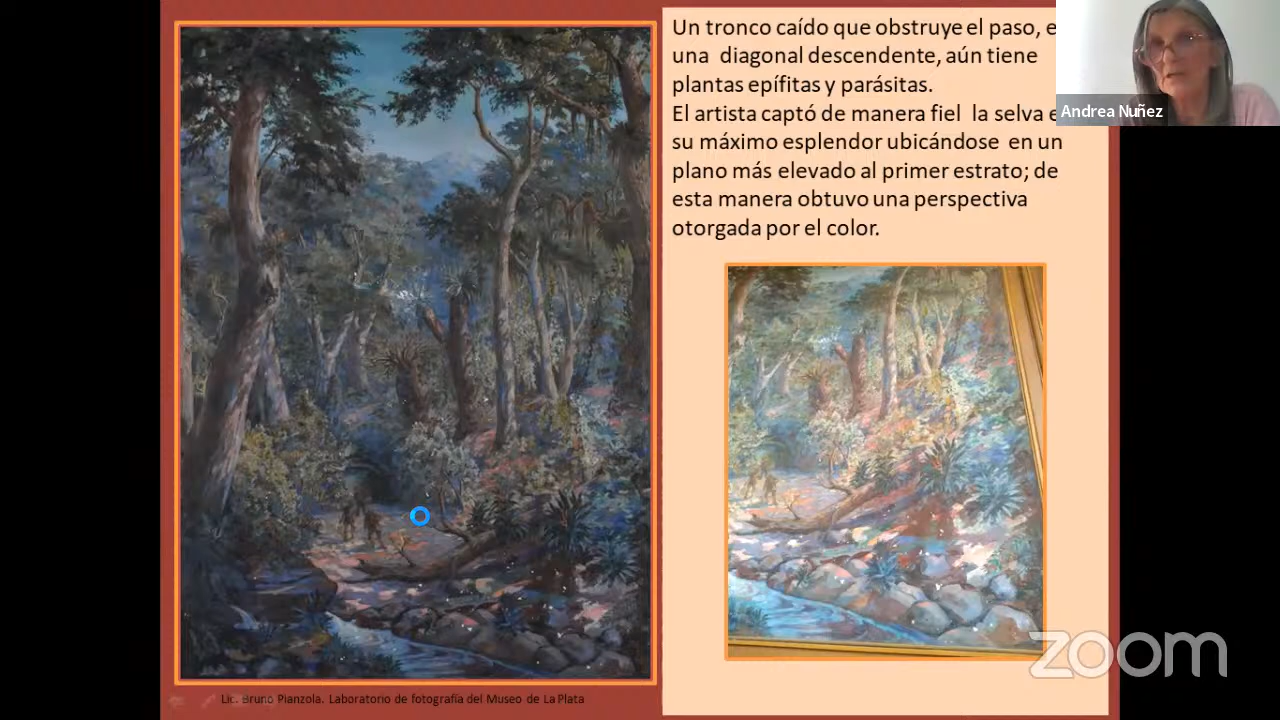 Un tronco caído que obstruye el paso, e
una diagonal descendente, aún tiene
plantas epífitas y parásitas.
El artista captó de manera fiel la selva e
su máximo esplendor ubicándose en un
plano más elevado al primer estrato; de
esta manera obtuvo una perspectiva
otorgada por el color.
Andrea Nuñez
Lic. Bruno Pianzola. Laboratorio de fotografía del Museo de La Plata
zoom